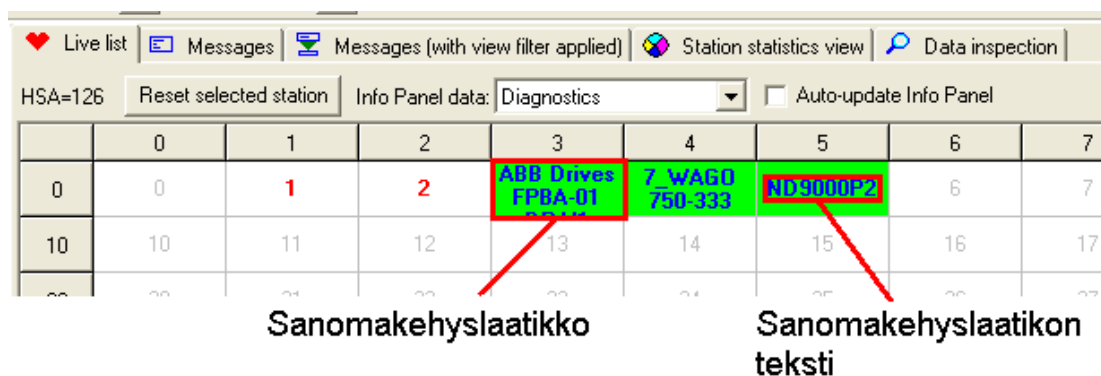 Live list Messages Messages (with view filter applied) Station statistics view Data inspection
HSA=126 Reset selected station Info Panel data: Diagnostics Auto-update Info Panel
0 1 2 3 4 5 6 7
0 0 1 2 ABB Drives FPBA-01 7_WAGO 750-333 ND9000P2 6 7
10 10 11 12 13 14 15 16 17
Sanomakehyslaatikko
Sanomakehyslaatikon
teksti